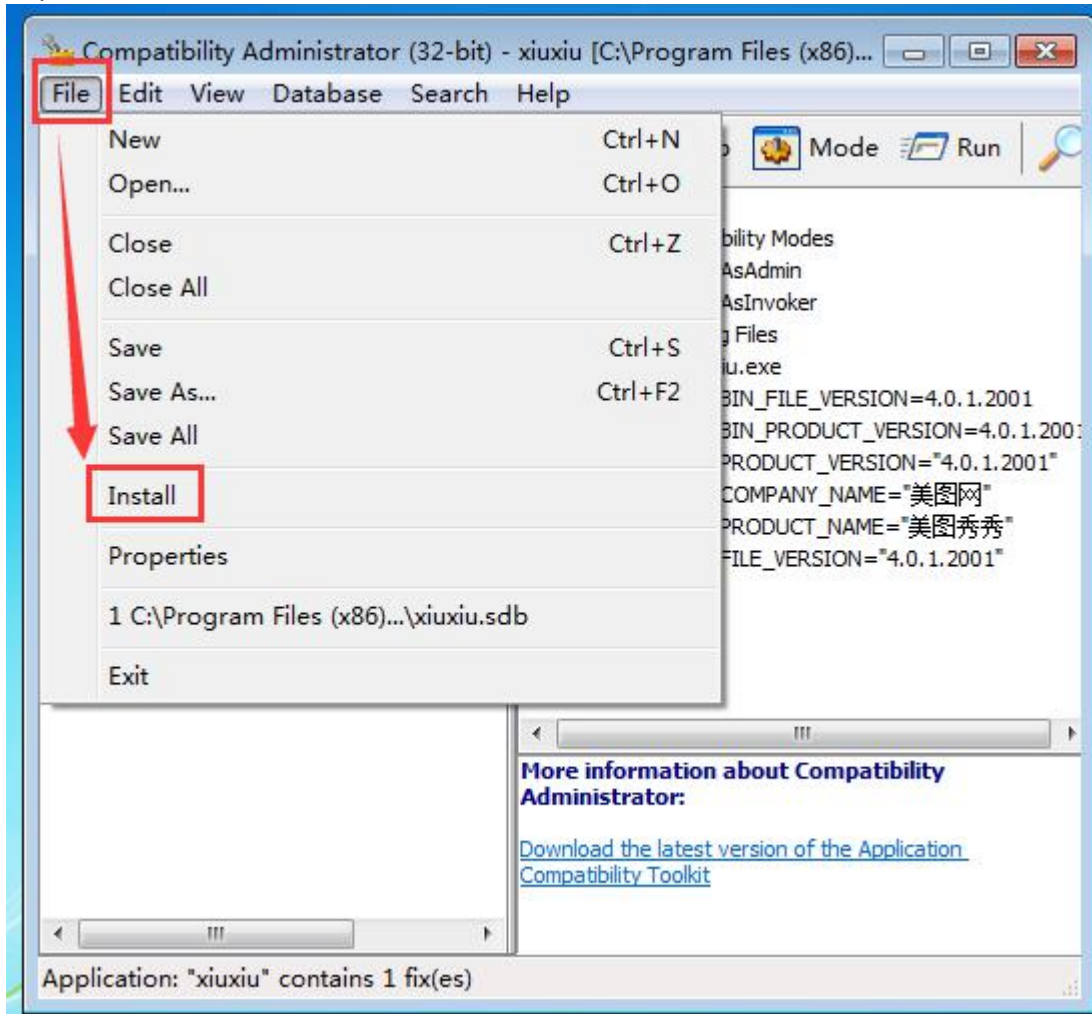 Compatibility Administrator (32-bit) - xiuxiu [C:\Program Files (x86)...
File Edit View Database Search Help
New Ctrl+N
Mode Run
Open... Ctrl+O
Close Ctrl+Z
bility Modes
Close All
AsAdmin
AsInvoker
Save Ctrl+S
g Files
iu.exe
Save As... Ctrl+F2
BIN_FILE_VERSION=4.0.1.2001
Save All
BIN_PRODUCT_VERSION=4.0.1.2001
PRODUCT_VERSION="4.0.1.2001"
Install
COMPANY_NAME="美图网"
PRODUCT_NAME="美图秀秀"
Properties
FILE_VERSION="4.0.1.2001"
1 C:\Program Files (x86)...\xiuxiu.sdb
Exit
More information about Compatibility
Administrator:
Download the latest version of the Application
Compatibility Toolkit
Application: "xiuxiu" contains 1 fix(es)